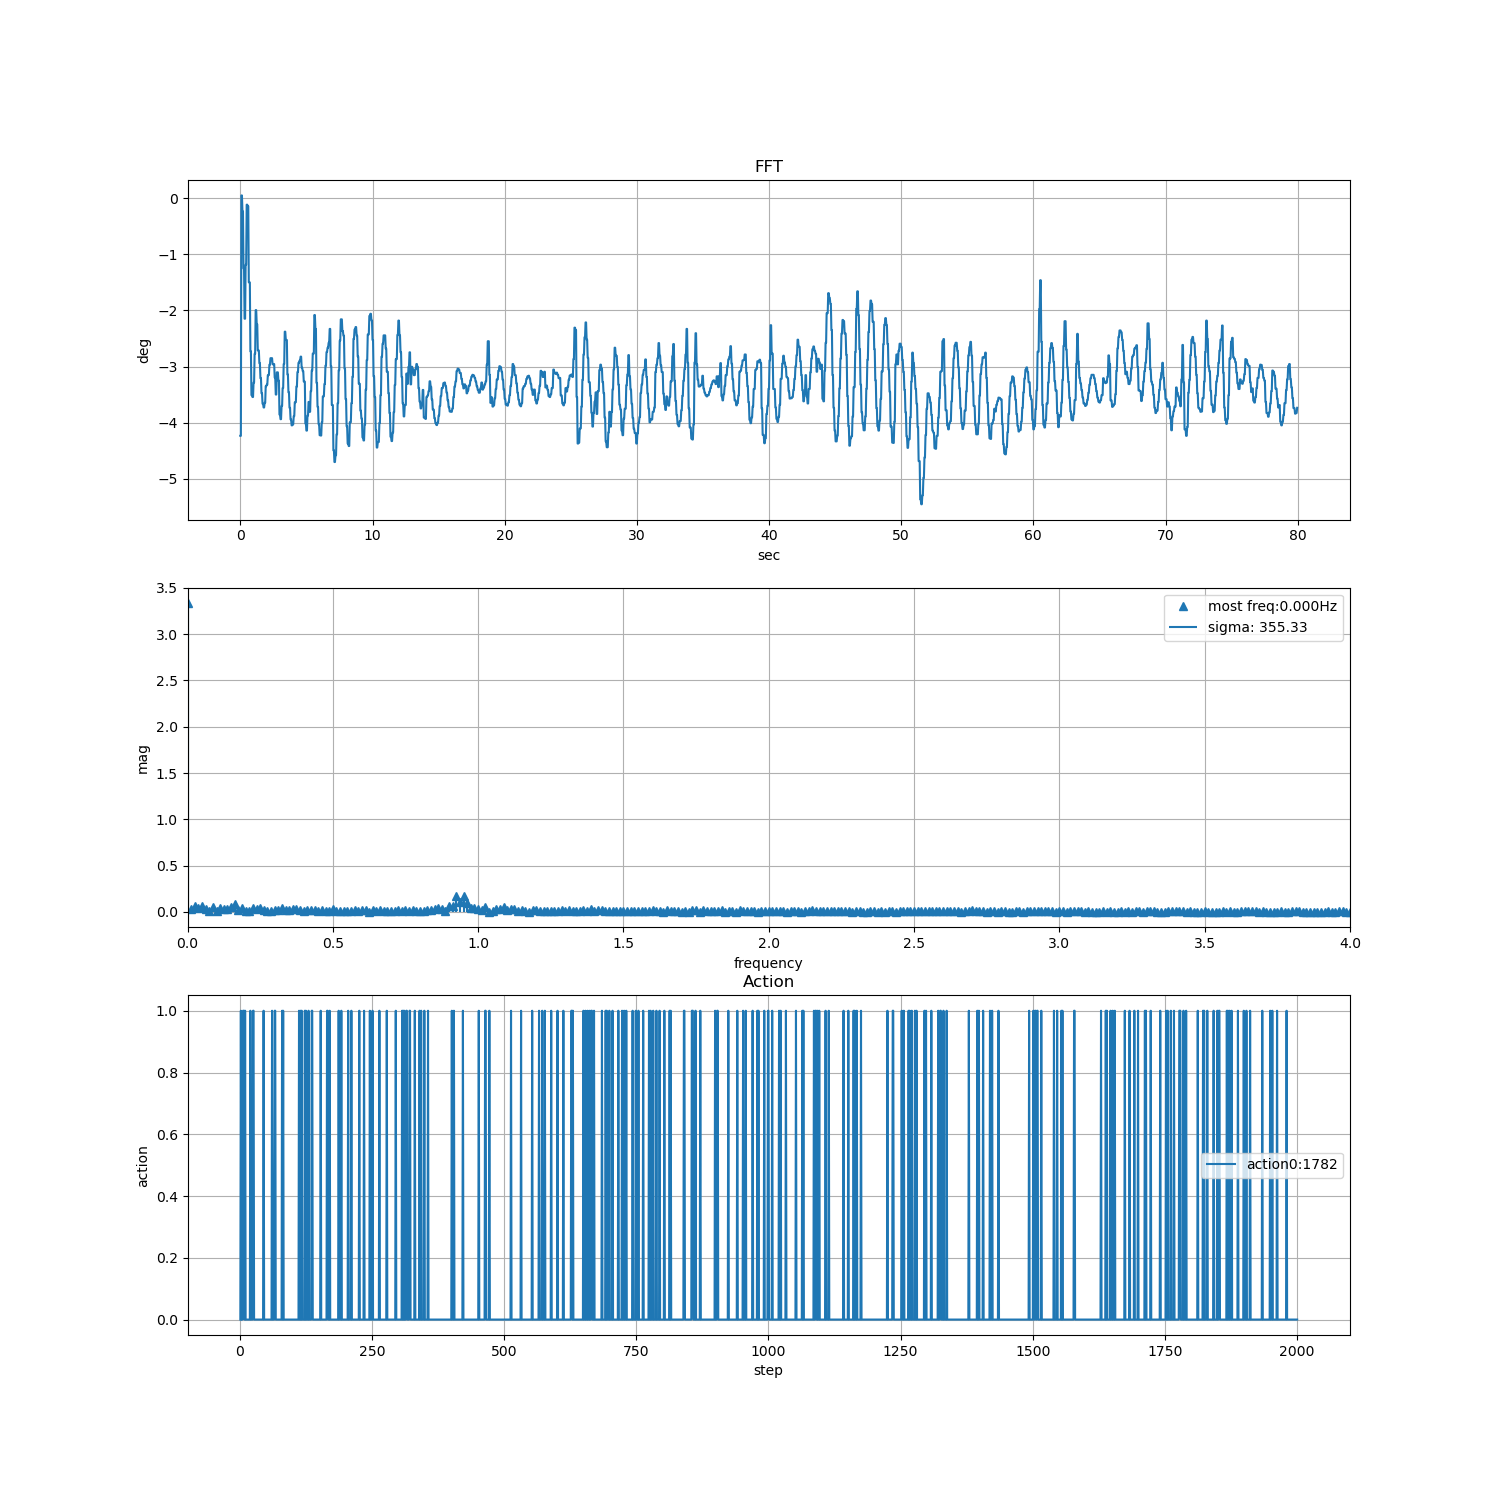 FFT
0
−1
−2
−3
−4
−5
deg
0 10 20 30 40 50 60 70 80
sec
3.5
3.0
2.5
2.0
1.5
1.0
0.5
0.0
mag
most freq:0.000Hz
sigma: 355.33
0.0 0.5 1.0 1.5 2.0 2.5 3.0 3.5 4.0
frequency
Action
1.0
0.8
0.6
0.4
0.2
0.0
action
action0:1782
0 250 500 750 1000 1250 1500 1750 2000
step